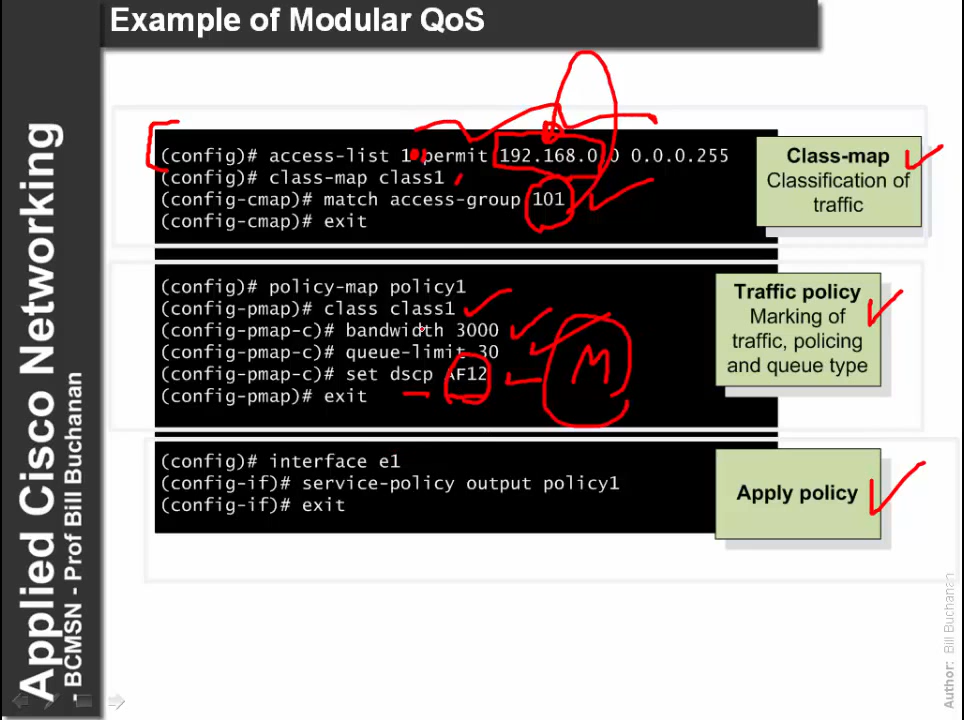 Example of Modular QoS
(config)# access-list 1 permit 192.168.0.0 0.0.0.255
(config)# class-map class1
(config-cmap)# match access-group 101
(config-cmap)# exit
Class-map
Classification of
traffic
(config)# policy-map policy1
(config-pmap)# class class1
(config-pmap-c)# bandwidth 3000
(config-pmap-c)# queue-limit 30
(config-pmap-c)# set dscp AF12
(config-pmap)# exit
M
Traffic policy
Marking of
traffic, policing
and queue type
(config)# interface e1
(config-if)# service-policy output policy1
(config-if)# exit
Apply policy
Applied Cisco Networking
- BCMSN - Prof Bill Buchanan
Author: Bill Buchanan